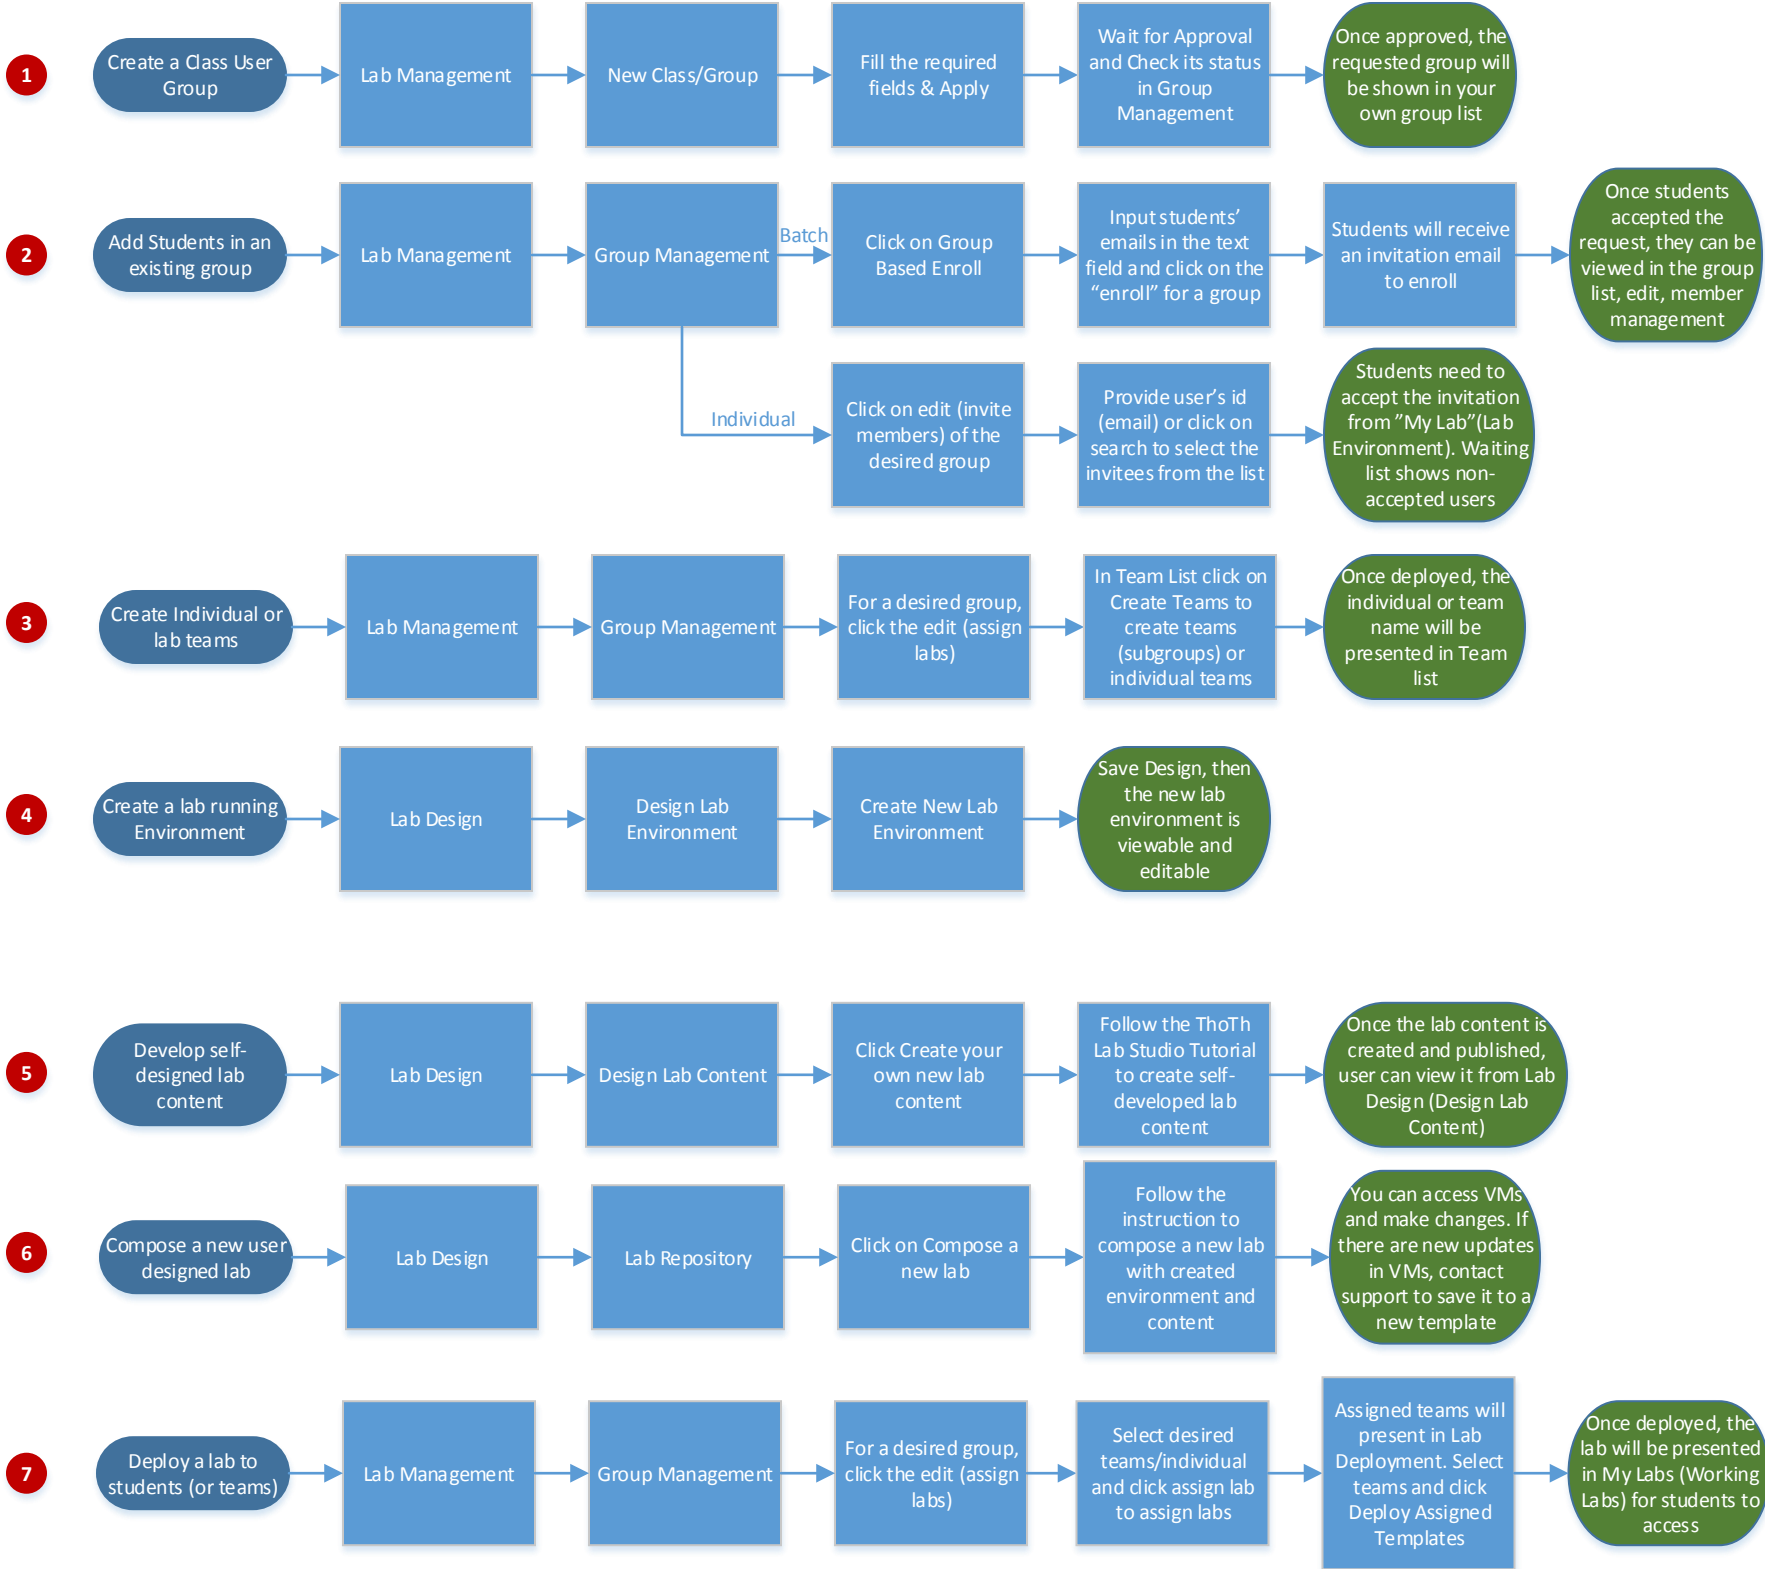 1
Create a Class User
Group
Lab Management
New Class/Group
Fill the required
fields & Apply
Wait for Approval
and Check its status
in Group
Management
Once approved, the
requested group will
be shown in your
own group list
2
Add Students in an
existing group
Lab Management
Group Management
Batch
Click on Group
Based Enroll
Input students’
emails in the text
field and click on the
“enroll” for a group
Students will receive
an invitation email
to enroll
Once students
accepted the
request, they can be
viewed in the group
list, edit, member
management
Individual
Click on edit (invite
members) of the
desired group
Provide user’s id
(email) or click on
search to select the
invitees from the list
Students need to
accept the invitation
from ”My Lab”(Lab
Environment). Waiting
list shows non-
accepted users
3
Create Individual or
lab teams
Lab Management
Group Management
For a desired group,
click the edit (assign
labs)
In Team List click on
Create Teams to
create teams
(subgroups) or
individual teams
Once deployed, the
individual or team
name will be
presented in Team
list
4
Create a lab running
Environment
Lab Design
Design Lab
Environment
Create New Lab
Environment
Save Design, then
the new lab
environment is
viewable and
editable
5
Develop self-
designed lab
content
Lab Design
Design Lab Content
Click Create your
own new lab
content
Follow the ThoTh
Lab Studio Tutorial
to create self-
developed lab
content
Once the lab content is
created and published,
user can view it from Lab
Design (Design Lab
Content)
6
Compose a new user
designed lab
Lab Design
Lab Repository
Click on Compose a
new lab
Follow the
instruction to
compose a new lab
with created
environment and
content
You can access VMs
and make changes. If
there are new updates
in VMs, contact
support to save it to a
new template
7
Deploy a lab to
students (or teams)
Lab Management
Group Management
For a desired group,
click the edit (assign
labs)
Select desired
teams/individual
and click assign lab
to assign labs
Assigned teams will
present in Lab
Deployment. Select
teams and click
Deploy Assigned
Templates
Once deployed, the
lab will be presented
in My Labs (Working
Labs) for students to
access